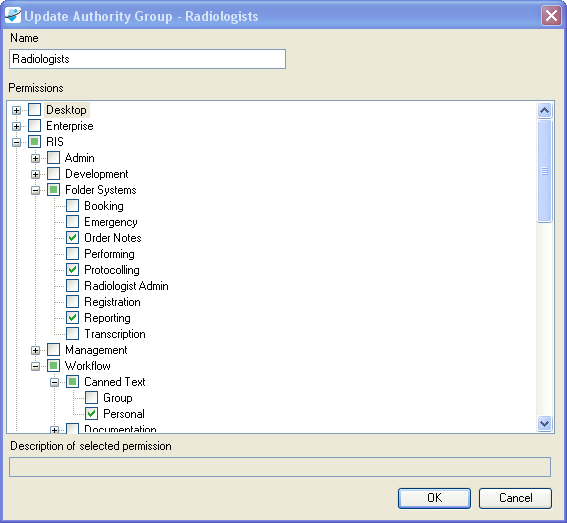 Update Authority Group - Radiologists
Name
Radiologists
Permissions
Desktop
Enterprise
RIS
Admin
Development
Folder Systems
Booking
Emergency
Order Notes
Performing
Protocolling
Radiologist Admin
Registration
Reporting
Transcription
Management
Workflow
Canned Text
Group
Personal
Documentation
Description of selected permission
OK
Cancel